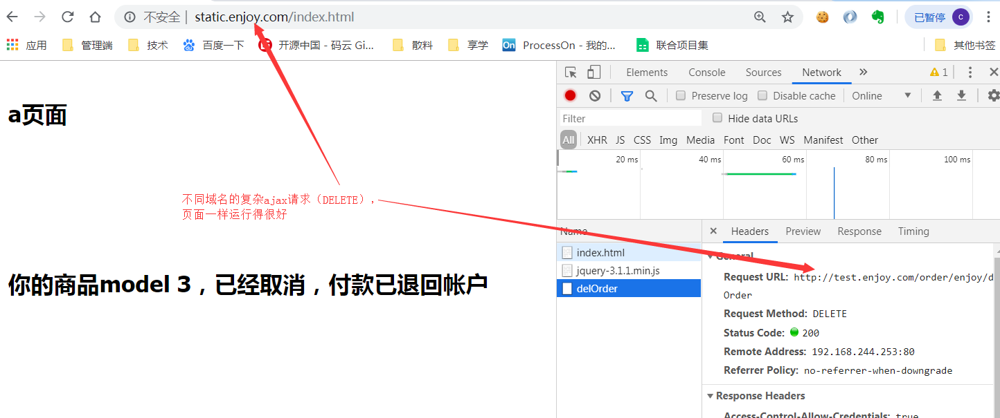 不安全 | static.enjoy.com/index.html 已暂停 c
应用 管理端 技术 百度一下 开源中国 - 码云 Gi... 散料 享学 On ProcessOn - 我的... 联合项目集 其他书签
Elements Console Sources Network » 1
Preserve log Disable cache Online
Filter Hide data URLs
All XHR JS CSS Img Media Font Doc WS Manifest Other
20 ms 40 ms 60 ms 80 ms 100 ms
a页面
不同域名的复杂ajax请求（DELETE），
页面一样运行得很好
你的商品model 3，已经取消，付款已退回帐户
Name
index.html
jquery-3.1.1.min.js
delOrder
Headers Preview Response Timing
General
Request URL: http://test.enjoy.com/order/enjoy/d
Order
Request Method: DELETE
Status Code: 200
Remote Address: 192.168.244.253:80
Referrer Policy: no-referrer-when-downgrade
Response Headers
Access-Control-Allow-Credentials: true